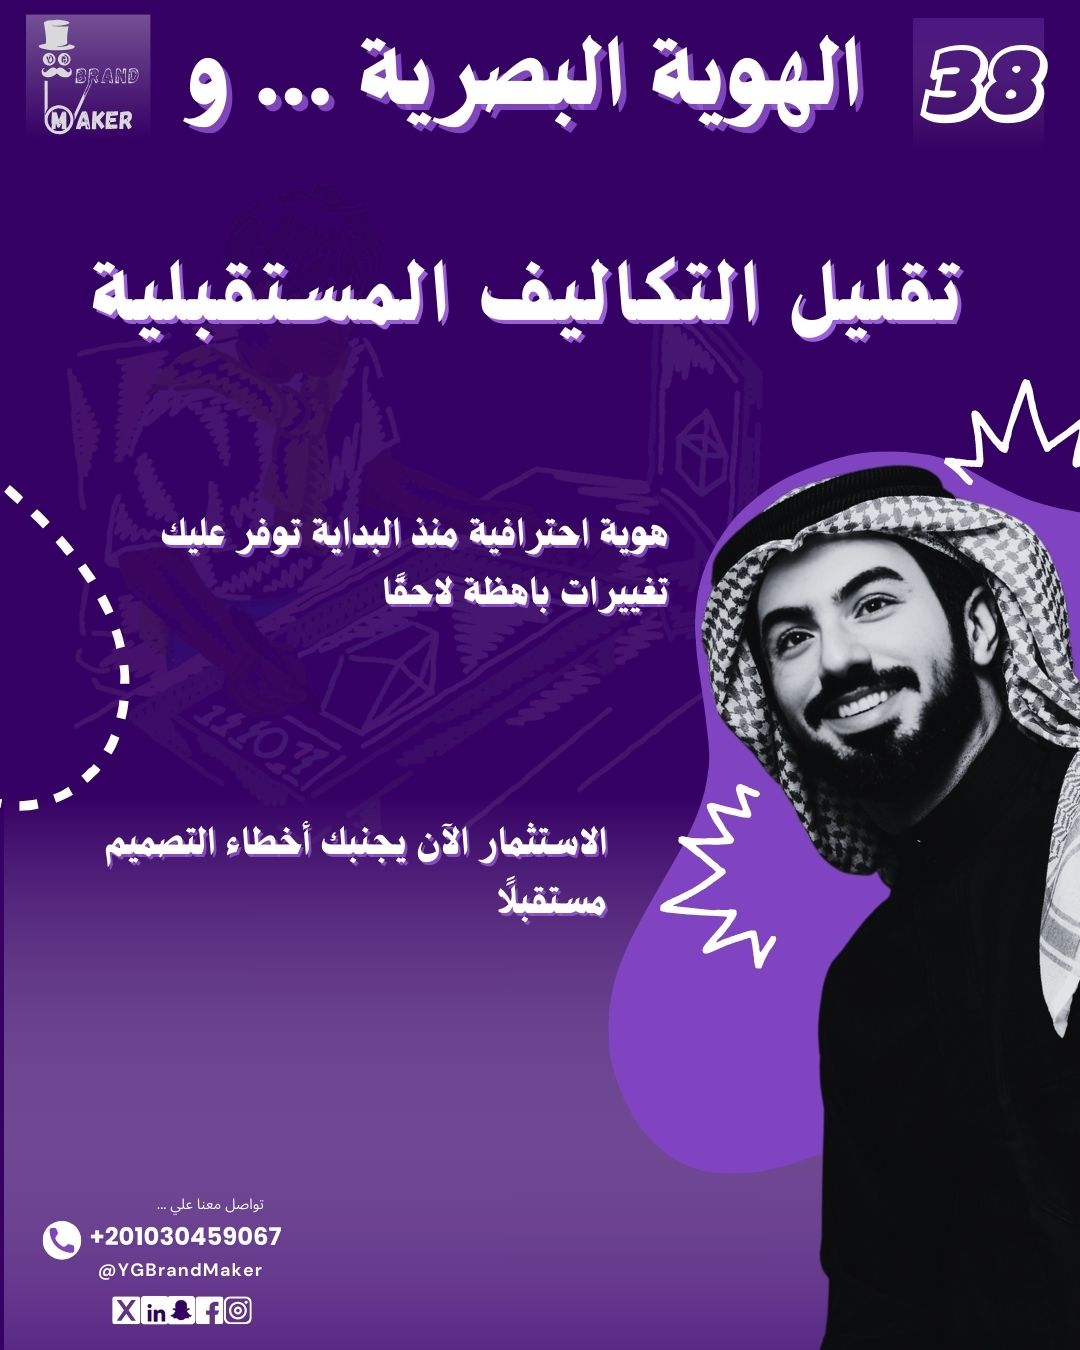 38
الهوية البصرية ... و
BRAND
MAKER
تقليل التكاليف المستقبلية
هوية احترافية منذ البداية توفر عليك
تغييرات باهظة لاحقًا
الاستثمار الآن يجنبك أخطاء التصميم
مستقبلًا
تواصل معنا علي ...
+201030459067
@YGBrandMaker